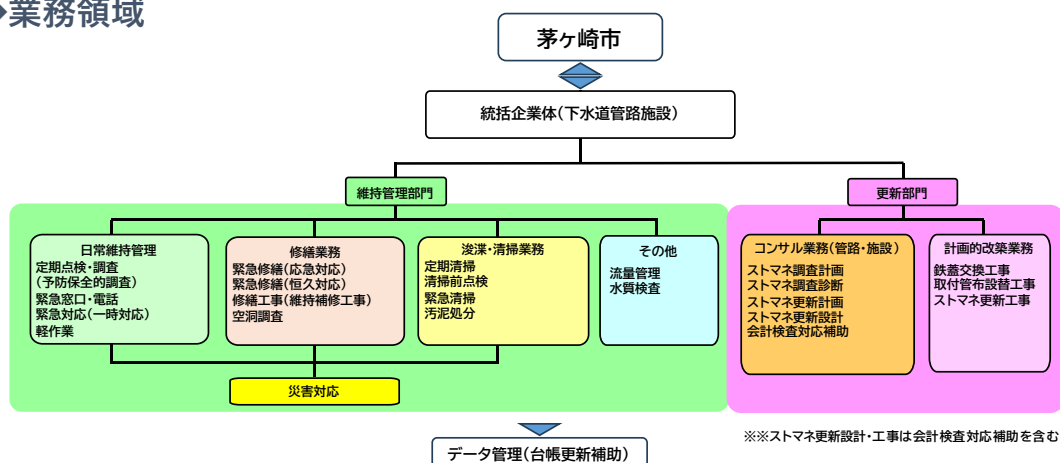 業務領域
茅ヶ崎市
統括企業体(下水道管路施設)
維持管理部門
更新部門
日常維持管理
定期点検・調査
(予防保全的調査)
緊急窓口・電話
緊急対応(一時対応)
軽作業
修繕業務
緊急修繕(応急対応)
緊急修繕(恒久対応)
修繕工事(維持補修工事)
空洞調査
浚渫・清掃業務
定期清掃
清掃前点検
緊急清掃
汚泥処分
その他
流量管理
水質検査
コンサル業務(管路・施設)
ストマネ調査計画
ストマネ調査診断
ストマネ更新計画
ストマネ更新設計
会計検査対応補助
計画的改築業務
鉄蓋交換工事
取付管布設替工事
ストマネ更新工事
災害対応
※※ストマネ更新設計・工事は会計検査対応補助を含む
データ管理(台帳更新補助)